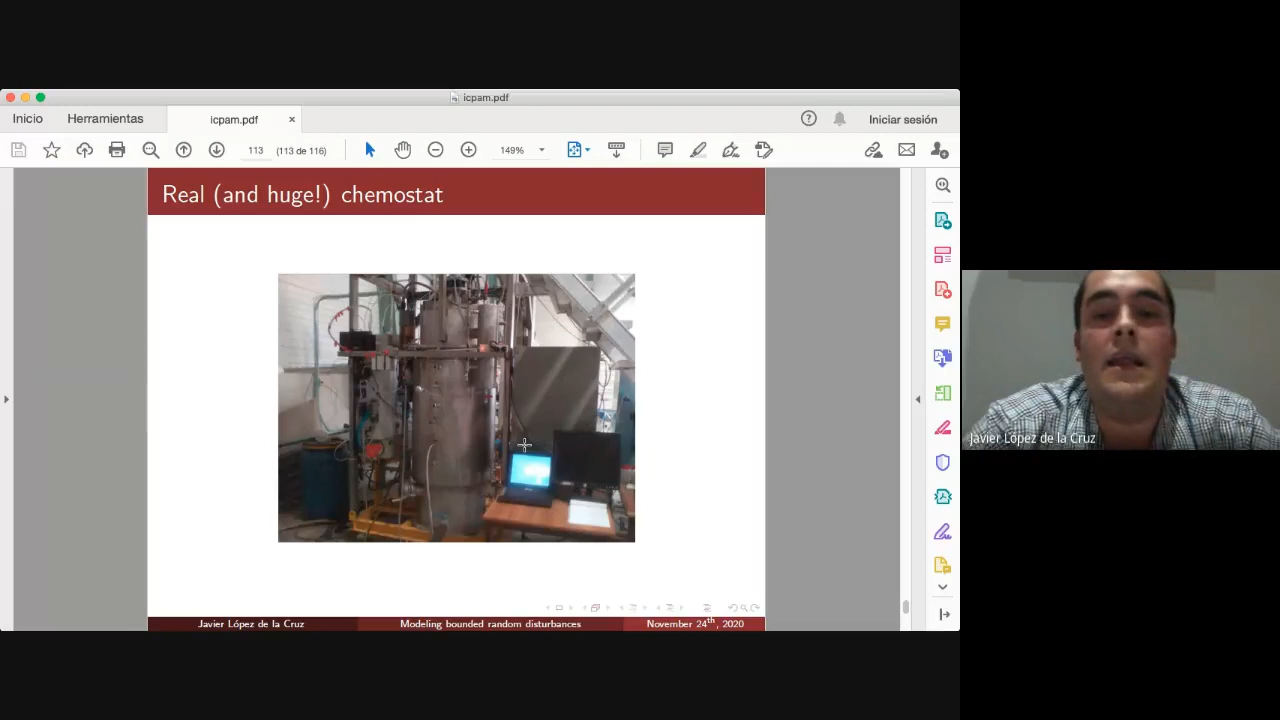 icpam.pdf
Inicio
Herramientas
icpam.pdf
Iniciar sesión
113
(113 de 116)
149%
Real (and huge!) chemostat
Javier López de la Cruz
Modeling bounded random disturbances
November 24th, 2020
Javier López de la Cruz